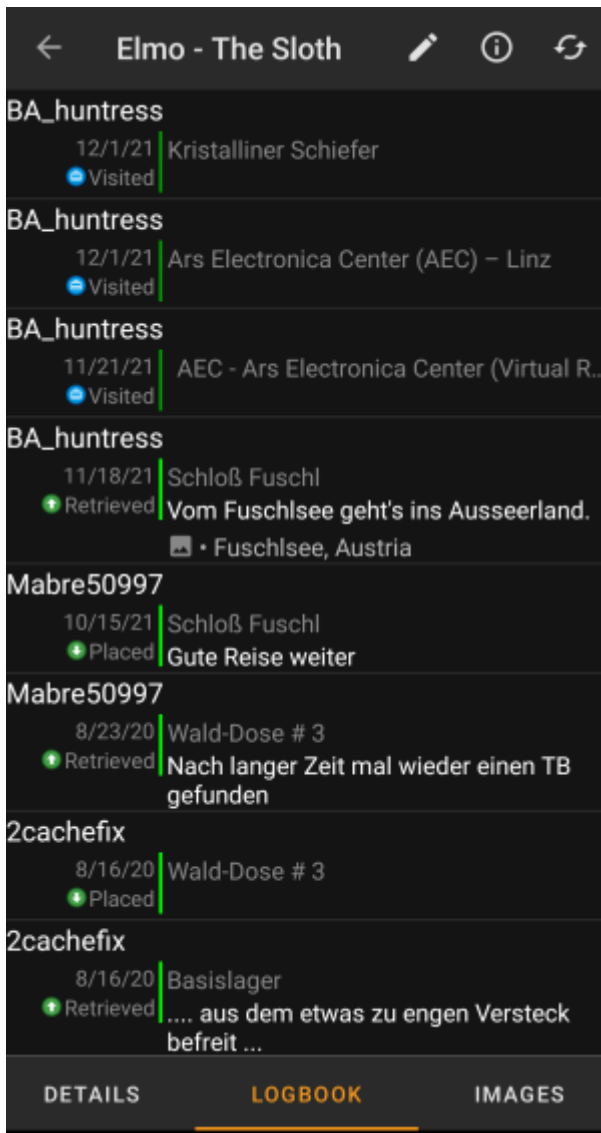 Elmo - The Sloth
BA_huntress
12/1/21 Kristalliner Schiefer
Visited
BA_huntress
12/1/21 Ars Electronica Center (AEC) – Linz
Visited
BA_huntress
11/21/21 AEC - Ars Electronica Center (Virtual R..
Visited
BA_huntress
11/18/21 Schloß Fuschl
Retrieved Vom Fuschlsee geht's ins Ausseerland.
• Fuschlsee, Austria
Mabre50997
10/15/21 Schloß Fuschl
Placed Gute Reise weiter
Mabre50997
8/23/20 Wald-Dose # 3
Retrieved Nach langer Zeit mal wieder einen TB
gefunden
2cachefix
8/16/20 Wald-Dose # 3
Placed
2cachefix
8/16/20 Basislager
Retrieved .... aus dem etwas zu engen Versteck
befreit ...
DETAILS LOGBOOK IMAGES